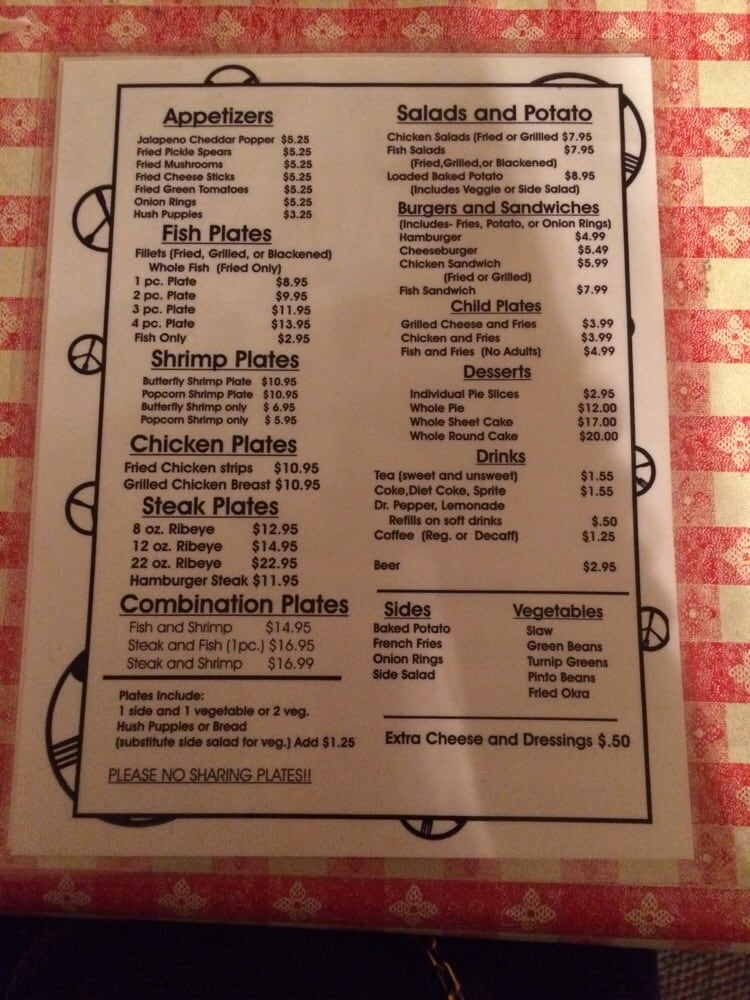 Appetizers
Jalapeno Cheddar Popper $5.25
Fried Pickle Spears $5.25
Fried Mushrooms $5.25
Fried Cheese Sticks $5.25
Fried Green Tomatoes $5.25
Onion Rings $5.25
Hush Puppies $3.25
Fish Plates
Fillets (Fried, Grilled, or Blackened)
Whole Fish (Fried Only)
1 pc. Plate $8.95
2 pc. Plate $9.95
3 pc. Plate $11.95
4 pc. Plate $13.95
Fish Only $2.95
Shrimp Plates
Butterfly Shrimp Plate $10.95
Popcorn Shrimp Plate $10.95
Butterfly Shrimp only $ 6.95
Popcorn Shrimp only $ 5.95
Chicken Plates
Fried Chicken strips $10.95
Grilled Chicken Breast $10.95
Steak Plates
8 oz. Ribeye $12.95
12 oz. Ribeye $14.95
22 oz. Ribeye $22.95
Hamburger Steak $11.95
Combination Plates
Fish and Shrimp $14.95
Steak and Fish (1pc.) $16.95
Steak and Shrimp $16.99
Plates Include:
1 side and 1 vegetable or 2 veg.
Hush Puppies or Bread
(substitute side salad for veg.) Add $1.25
PLEASE NO SHARING PLATES!!
Salads and Potato
Chicken Salads (Fried or Grillled $7.95
Fish Salads $7.95
(Fried,Grilled,or Blackened)
Loaded Baked Potato $8.95
(Includes Veggie or Side Salad)
Burgers and Sandwiches
(Includes- Fries, Potato, or Onion Rings)
Hamburger $4.99
Cheeseburger $5.49
Chicken Sandwich $5.99
(Fried or Grilled)
Fish Sandwich $7.99
Child Plates
Grilled Cheese and Fries $3.99
Chicken and Fries $3.99
Fish and Fries (No Adults) $4.99
Desserts
Individual Pie Slices $2.95
Whole Pie $12.00
Whole Sheet Cake $17.00
Whole Round Cake $20.00
Drinks
Tea (sweet and unsweet) $1.55
Coke,Diet Coke, Sprite $1.55
Dr. Pepper, Lemonade
Refills on soft drinks $.50
Coffee (Reg. or Decaff) $1.25
Beer $2.95
Sides
Baked Potato
French Fries
Onion Rings
Side Salad
Vegetables
Slaw
Green Beans
Turnip Greens
Pinto Beans
Fried Okra
Extra Cheese and Dressings $.50